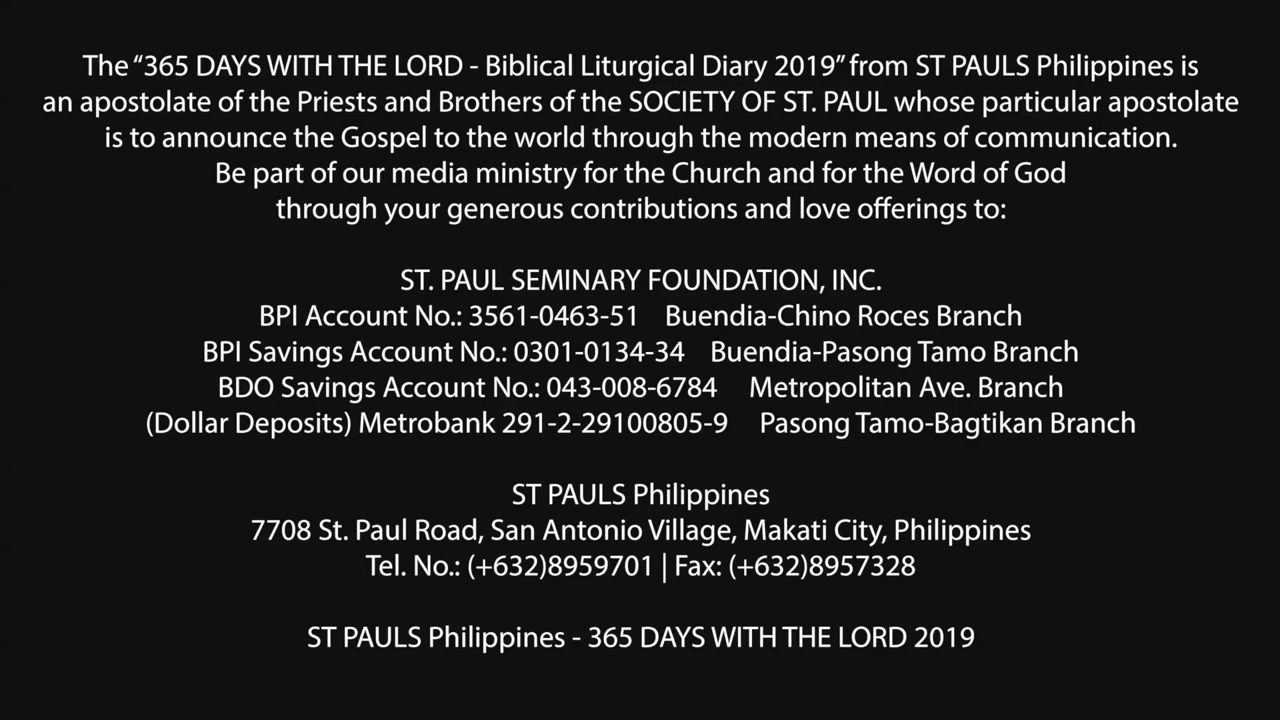 The “365 DAYS WITH THE LORD - Biblical Liturgical Diary 2019” from ST PAULS Philippines is
an apostolate of the Priests and Brothers of the SOCIETY OF ST. PAUL whose particular apostolate
is to announce the Gospel to the world through the modern means of communication.
Be part of our media ministry for the Church and for the Word of God
through your generous contributions and love offerings to:
ST. PAUL SEMINARY FOUNDATION, INC.
BPI Account No.: 3561-0463-51 Buendia-Chino Roces Branch
BPI Savings Account No.: 0301-0134-34 Buendia-Pasong Tamo Branch
BDO Savings Account No.: 043-008-6784 Metropolitan Ave. Branch
(Dollar Deposits) Metrobank 291-2-29100805-9 Pasong Tamo-Bagtikan Branch
ST PAULS Philippines
7708 St. Paul Road, San Antonio Village, Makati City, Philippines
Tel. No.: (+632)8959701 | Fax: (+632)8957328
ST PAULS Philippines - 365 DAYS WITH THE LORD 2019